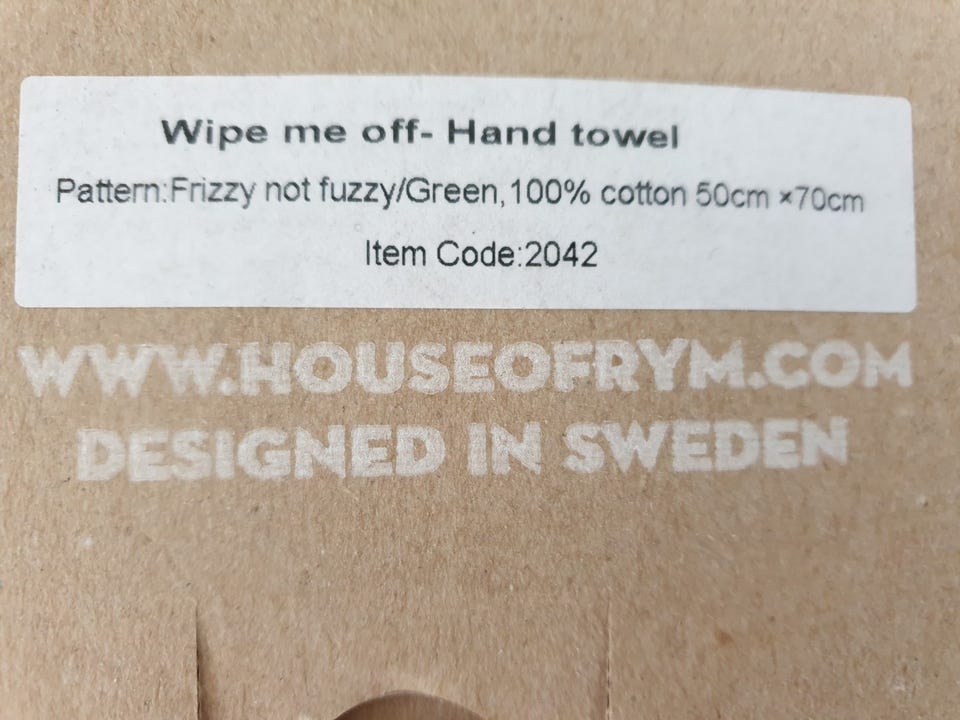 Wipe me off- Hand towel
Pattern:Frizzy not fuzzy/Green,100% cotton 50cm ×70cm
Item Code:2042
WWW.HOUSEOFRYM.COM
DESIGNED IN SWEDEN